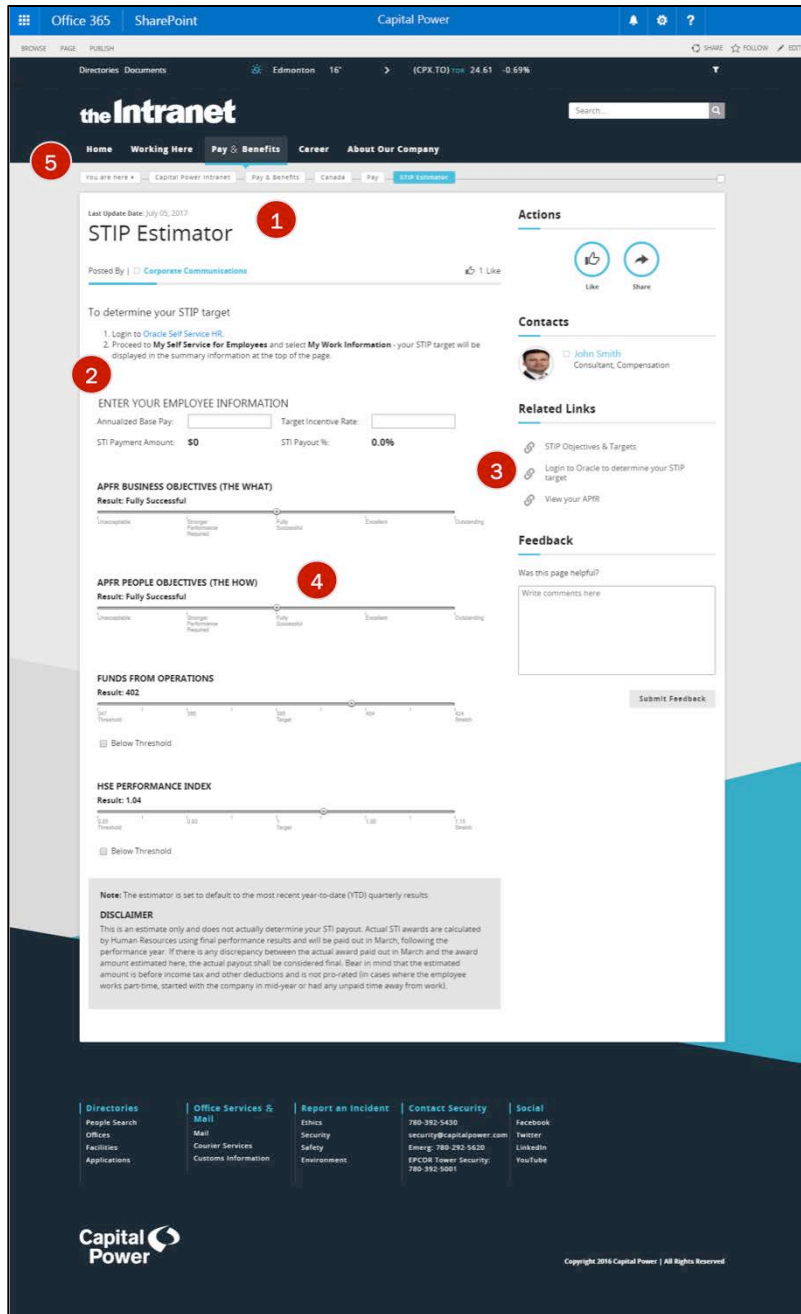 Office 365 SharePoint Capital Power ?
BROWSE PAGE PUBLISH SHARE FOLLOW EDIT
Directories Documents Edmonton 16° > (CPX.TO) TOR 24.61 -0.69%
the Intranet
Search...
Home Working Here Pay & Benefits Career About Our Company
5
You are here Capital Power Intranet Pay & Benefits Canada Pay STIP Estimator
Last Update Date: July 05, 2017
1
STIP Estimator
Posted By | Corporate Communications 1 Like
To determine your STIP target
1. Login to Oracle Self Service HR.
2. Proceed to My Self Service for Employees and select My Work Information - your STIP target will be
displayed in the summary information at the top of the page.
2
ENTER YOUR EMPLOYEE INFORMATION
Annualized Base Pay: Target Incentive Rate:
STI Payment Amount: $0 STI Payout %: 0.0%
APFR BUSINESS OBJECTIVES (THE WHAT)
Result: Fully Successful
Unacceptable Stronger Performance Required Fully Successful Excellent Outstanding
APFR PEOPLE OBJECTIVES (THE HOW)
4
Result: Fully Successful
Unacceptable Stronger Performance Required Fully Successful Excellent Outstanding
FUNDS FROM OPERATIONS
Result: 402
Threshold Target Stretch
Below Threshold
HSE PERFORMANCE INDEX
Result: 1.04
Threshold Target Stretch
Below Threshold
Note: The estimator is set to default to the most recent year-to-date (YTD) quarterly results.
DISCLAIMER
This is an estimate only and does not actually determine your STI payout. Actual STI awards are calculated
by Human Resources using final performance results and will be paid out in March, following the
performance year. If there is any discrepancy between the actual award paid out in March and the award
amount estimated here, the actual payout shall be considered final. Bear in mind that the estimated
amount is before income tax and other deductions and is not pro-rated (in cases where the employee
works part-time, started with the company in mid-year or had any unpaid time away from work).
Actions
Like Share
Contacts
John Smith
Consultant, Compensation
Related Links
STIP Objectives & Targets
3
Login to Oracle to determine your STIP
target
View your APfR
Feedback
Was this page helpful?
Write comments here
Submit Feedback
Directories
People Search
Offices
Facilities
Applications
Office Services &
Mail
Mail
Courier Services
Customs Information
Report an Incident
Ethics
Security
Safety
Environment
Contact Security
780-392-5430
security@capitalpower.com
Emerg: 780-292-5620
EPCOR Tower Security:
780-392-5001
Social
Facebook
Twitter
LinkedIn
YouTube
Capital
Power
Copyright 2016 Capital Power | All Rights Reserved